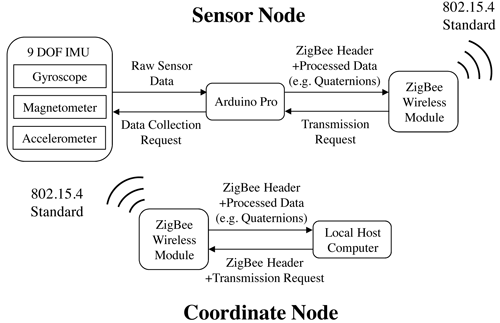 Sensor Node
802.15.4
Standard
9 DOF IMU
Gyroscope
Magnetometer
Accelerometer
Raw Sensor
Data
Data Collection
Request
Arduino Pro
ZigBee Header
+Processed Data
(e.g. Quaternions)
Transmission
Request
ZigBee
Wireless
Module
802.15.4
Standard
ZigBee
Wireless
Module
ZigBee Header
+Processed Data
(e.g. Quaternions)
ZigBee Header
+Transmission Request
Local Host
Computer
Coordinate Node